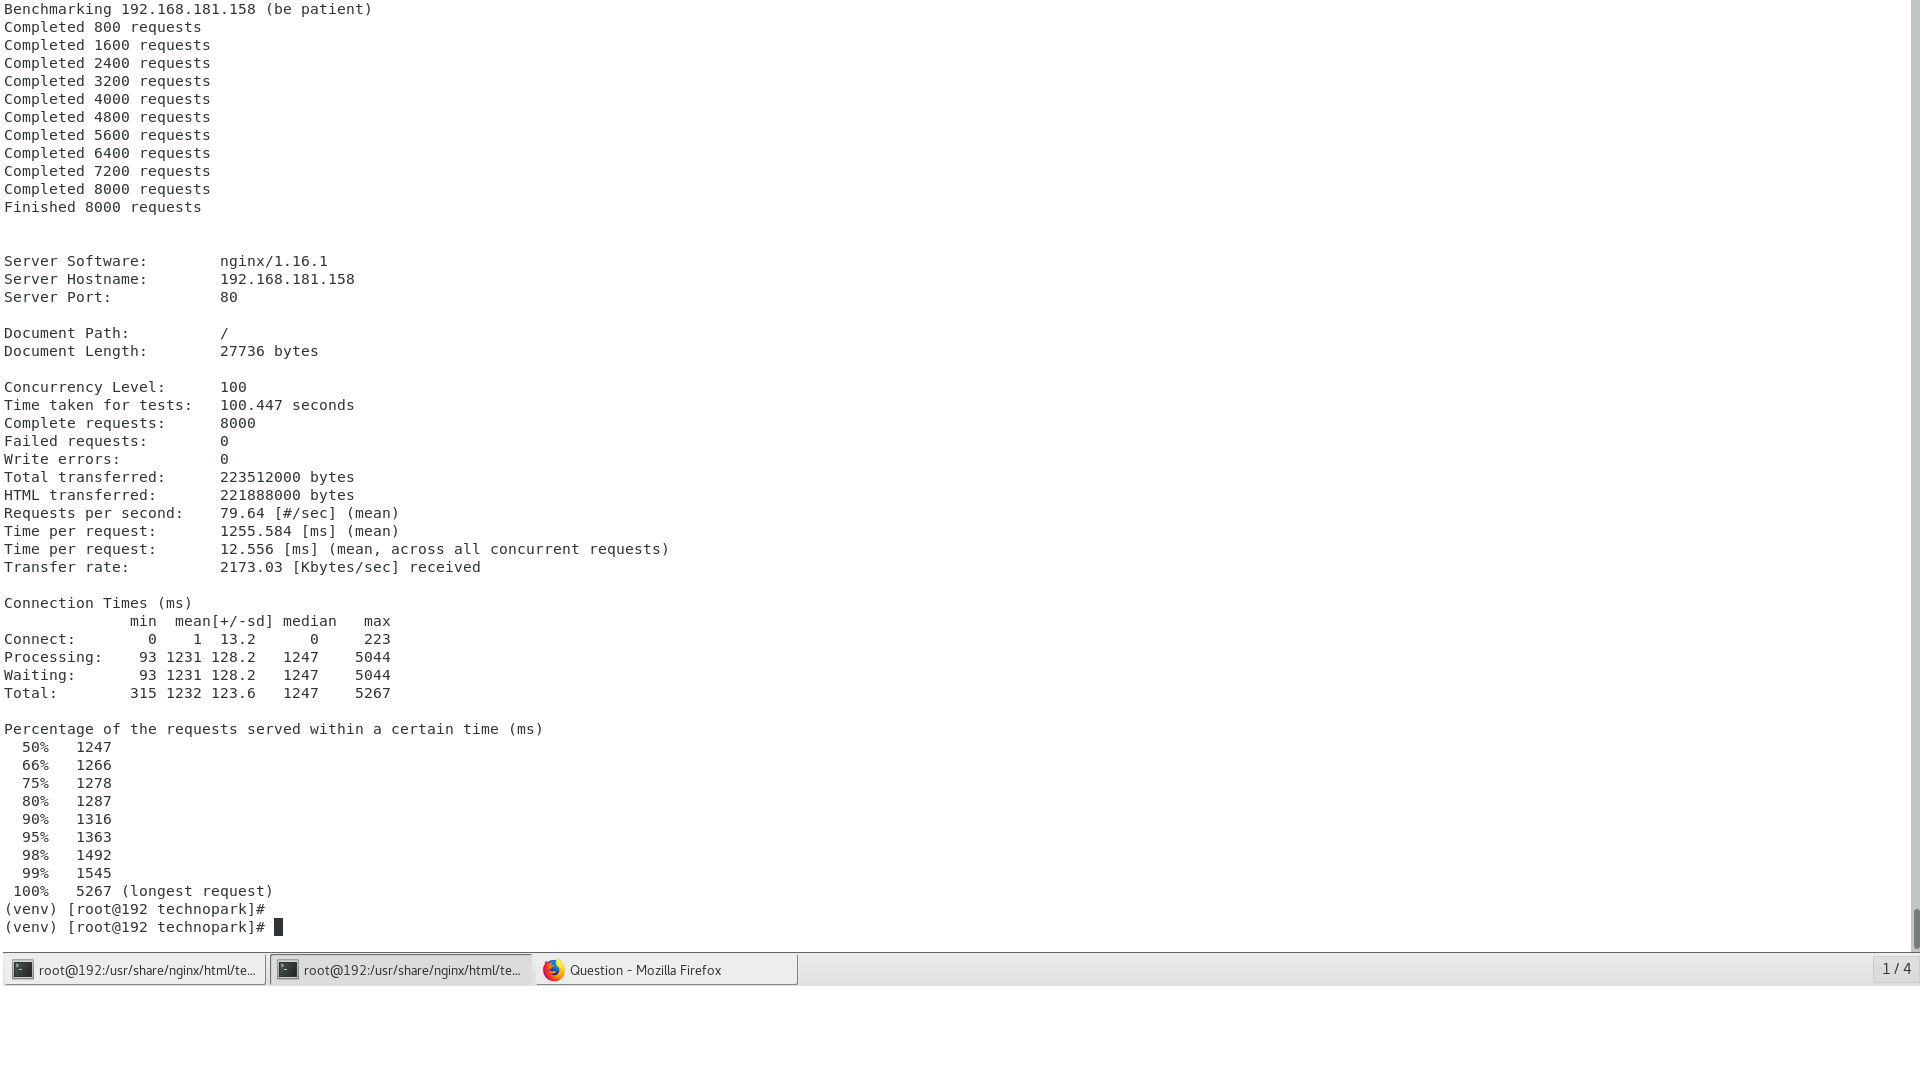 Benchmarking 192.168.181.158 (be patient)
Completed 800 requests
Completed 1600 requests
Completed 2400 requests
Completed 3200 requests
Completed 4000 requests
Completed 4800 requests
Completed 5600 requests
Completed 6400 requests
Completed 7200 requests
Completed 8000 requests
Finished 8000 requests
Server Software:        nginx/1.16.1
Server Hostname:        192.168.181.158
Server Port:            80
Document Path:          /
Document Length:        27736 bytes
Concurrency Level:      100
Time taken for tests:   100.447 seconds
Complete requests:      8000
Failed requests:        0
Write errors:           0
Total transferred:      223512000 bytes
HTML transferred:       221888000 bytes
Requests per second:    79.64 [#/sec] (mean)
Time per request:       1255.584 [ms] (mean)
Time per request:       12.556 [ms] (mean, across all concurrent requests)
Transfer rate:          2173.03 [Kbytes/sec] received
Connection Times (ms)
              min  mean[+/-sd] median   max
Connect:        0    1  13.2      0     223
Processing:    93 1231 128.2   1247    5044
Waiting:       93 1231 128.2   1247    5044
Total:        315 1232 123.6   1247    5267
Percentage of the requests served within a certain time (ms)
  50%   1247
  66%   1266
  75%   1278
  80%   1287
  90%   1316
  95%   1363
  98%   1492
  99%   1545
 100%   5267 (longest request)
(venv) [root@192 technopark]#
(venv) [root@192 technopark]#
root@192:/usr/share/nginx/html/te... root@192:/usr/share/nginx/html/te... Question - Mozilla Firefox 1 / 4